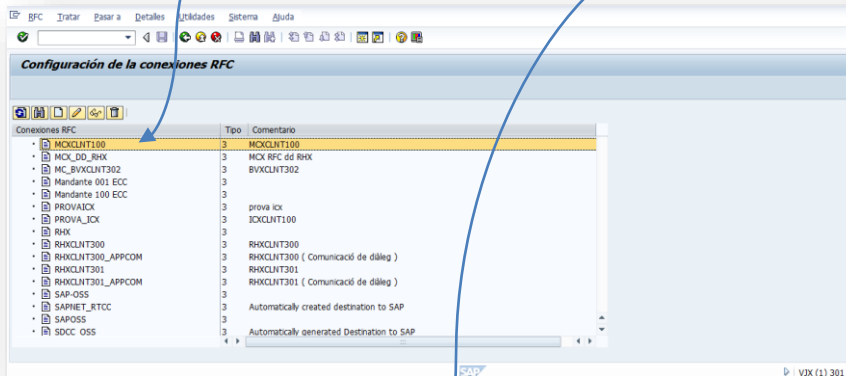 RFC Tratar Pasar a Detalles Utilidades Sistema Ayuda
Configuración de la conexiones RFC
Conexiones RFC Tipo Comentario
MCXCLNT100 3 MCXCLNT100
MCX_DD_RHX 3 MCX RFC dd RHX
MC_BVXCLNT302 3 BVXCLNT302
Mandante 001 ECC 3
Mandante 100 ECC 3
PROVAICX 3 prova icx
PROVA_ICX 3 ICXCLNT100
RHX 3
RHXCLNT300 3 RHXCLNT300
RHXCLNT300_APPCOM 3 RHXCLNT300 ( Comunicació de diàleg )
RHXCLNT301 3 RHXCLNT301
RHXCLNT301_APPCOM 3 RHXCLNT301 ( Comunicació de diàleg )
SAP-OSS 3
SAPNET_RTCC 3 Automatically created destination to SAP
SAPOSS 3
SDCC_OSS 3 Automatically generated Destination to SAP
SAP VJX (1) 301